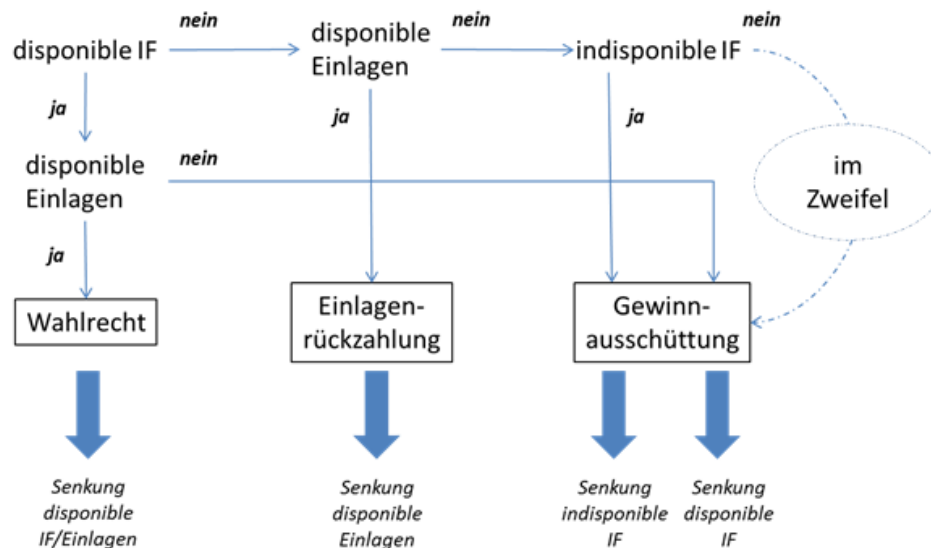 nein
nein
nein
disponible IF
disponible
Einlagen
indisponible IF
ja
ja
ja
disponible
Einlagen
nein
im
Zweifel
ja
Wahlrecht
Einlagen-
rückzahlung
Gewinn-
ausschüttung
Senkung
disponible
IF/Einlagen
Senkung
disponible
Einlagen
Senkung
indisponible
IF
Senkung
disponible
IF